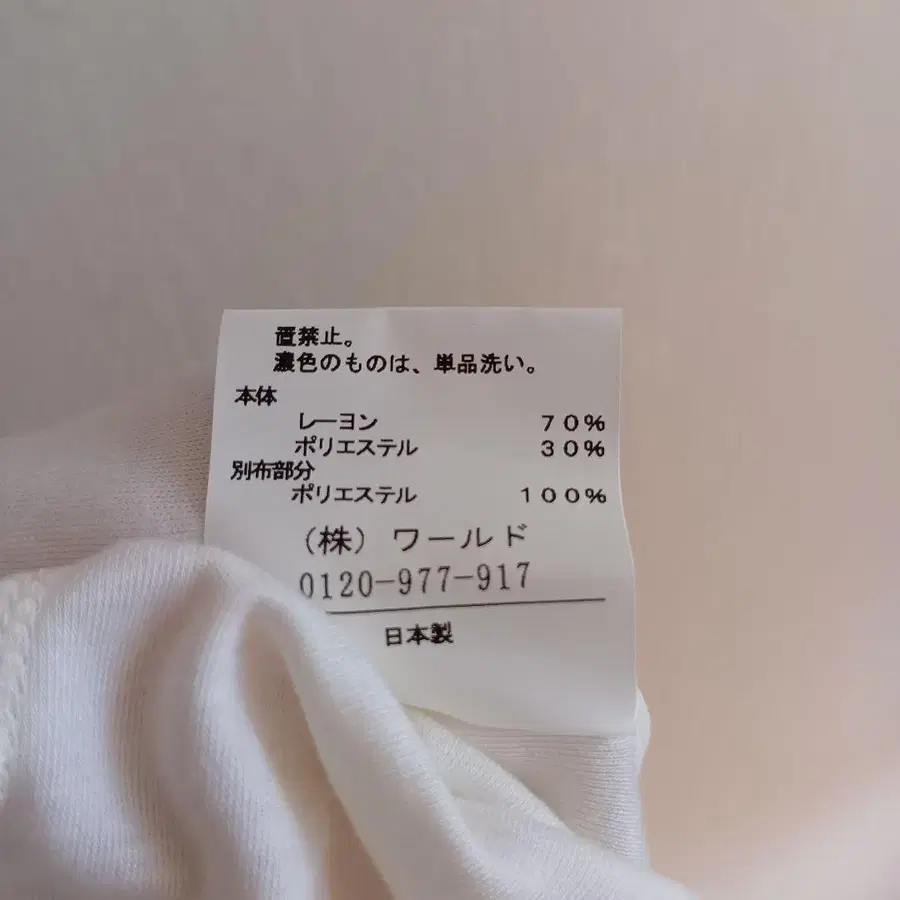 置禁止。
濃色のものは、単品洗い。
本体
レーヨン 70%
ポリエステル 30%
別布部分
ポリエステル 100%
(株)ワールド
0120-977-917
日本製